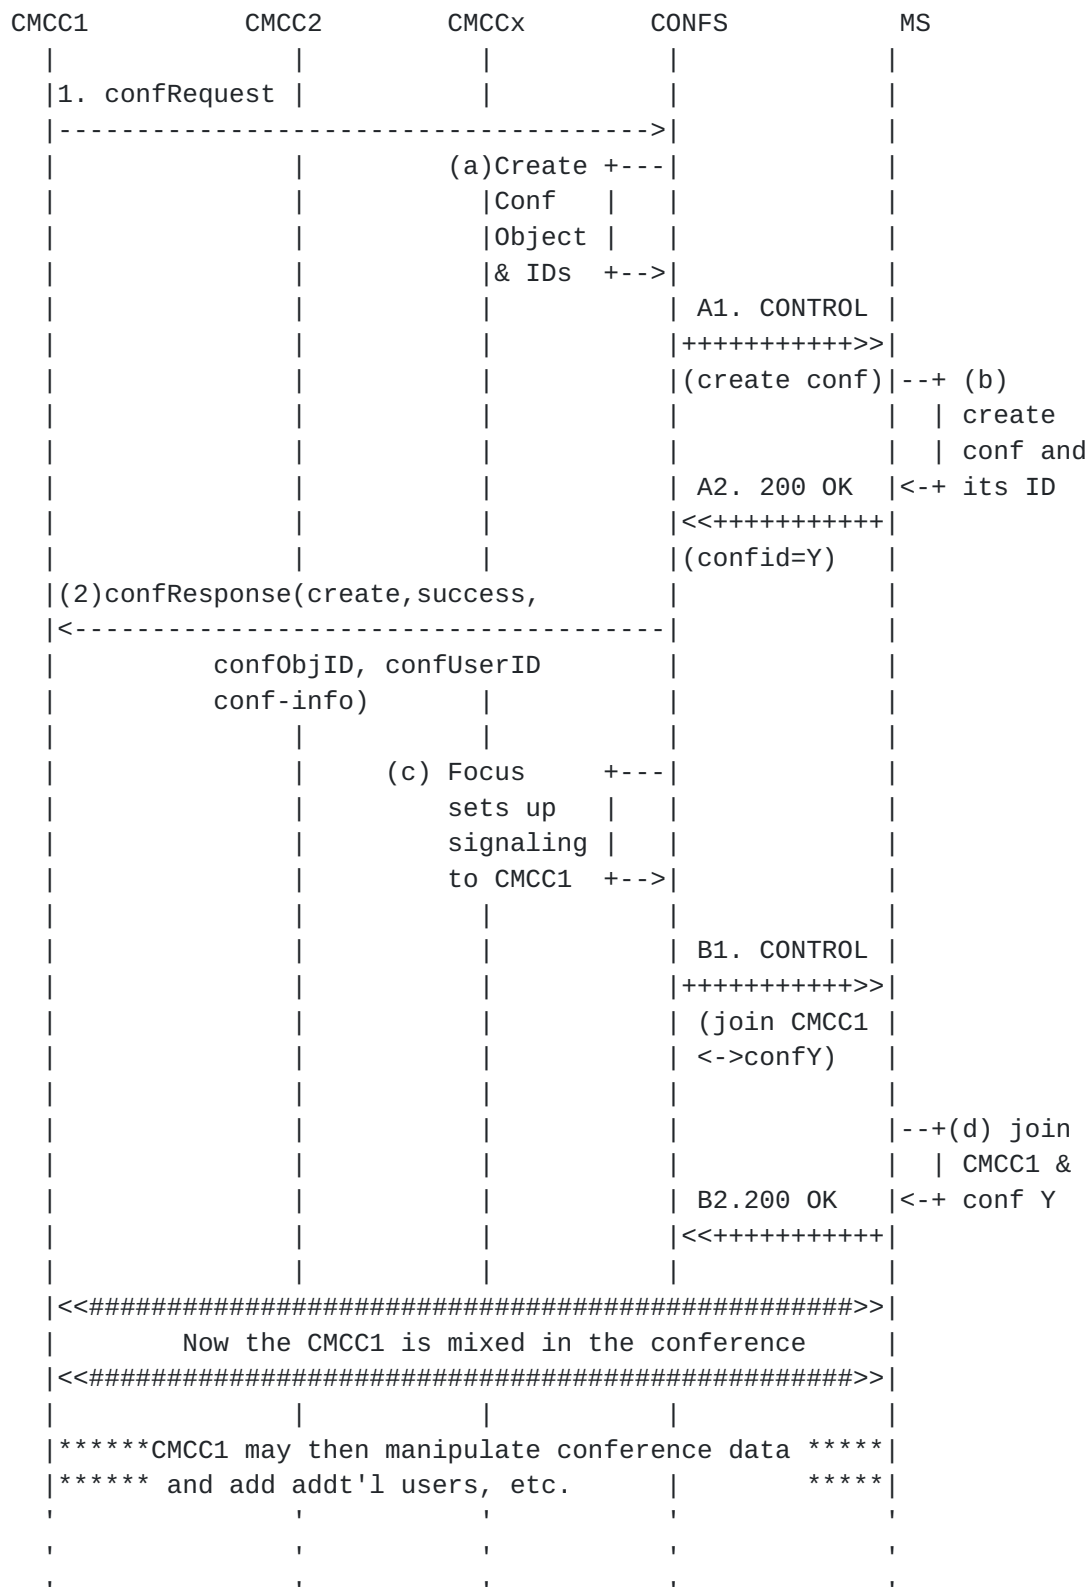 CMCC1          CMCC2        CMCCx        CONFS           MS
  |               |           |           |             |
  |1. confRequest |           |           |             |
  |-------------------------------------->|             |
  |               |         (a)Create +---|             |
  |               |           |Conf   |   |             |
  |               |           |Object |   |             |
  |               |           |& IDs  +-->|             |
  |               |           |           | A1. CONTROL |
  |               |           |           |+++++++++++>>|
  |               |           |           |(create conf)|--+ (b)
  |               |           |           |             |  | create
  |               |           |           |             |  | conf and
  |               |           |           | A2. 200 OK  |<-+ its ID
  |               |           |           |<<+++++++++++|
  |               |           |           |(confid=Y)   |
  |(2)confResponse(create,success,        |             |
  |<--------------------------------------|             |
  |          confObjID, confUserID        |             |
  |          conf-info)       |           |             |
  |               |           |           |             |
  |               |     (c) Focus     +---|             |
  |               |         sets up   |   |             |
  |               |         signaling |   |             |
  |               |         to CMCC1  +-->|             |
  |               |           |           |             |
  |               |           |           | B1. CONTROL |
  |               |           |           |+++++++++++>>|
  |               |           |           | (join CMCC1 |
  |               |           |           | <->confY)   |
  |               |           |           |             |
  |               |           |           |             |--+(d) join
  |               |           |           |             |  | CMCC1 &
  |               |           |           | B2.200 OK   |<-+ conf Y
  |               |           |           |<<+++++++++++|
  |               |           |           |             |
  |<<#################################################>>|
  |        Now the CMCC1 is mixed in the conference     |
  |<<#################################################>>|
  |               |           |           |             |
  |******CMCC1 may then manipulate conference data *****|
  |****** and add addt'l users, etc.      |        *****|
  '               '           '           '             '
  '               '           '           '             '
  '               '           '           '             '